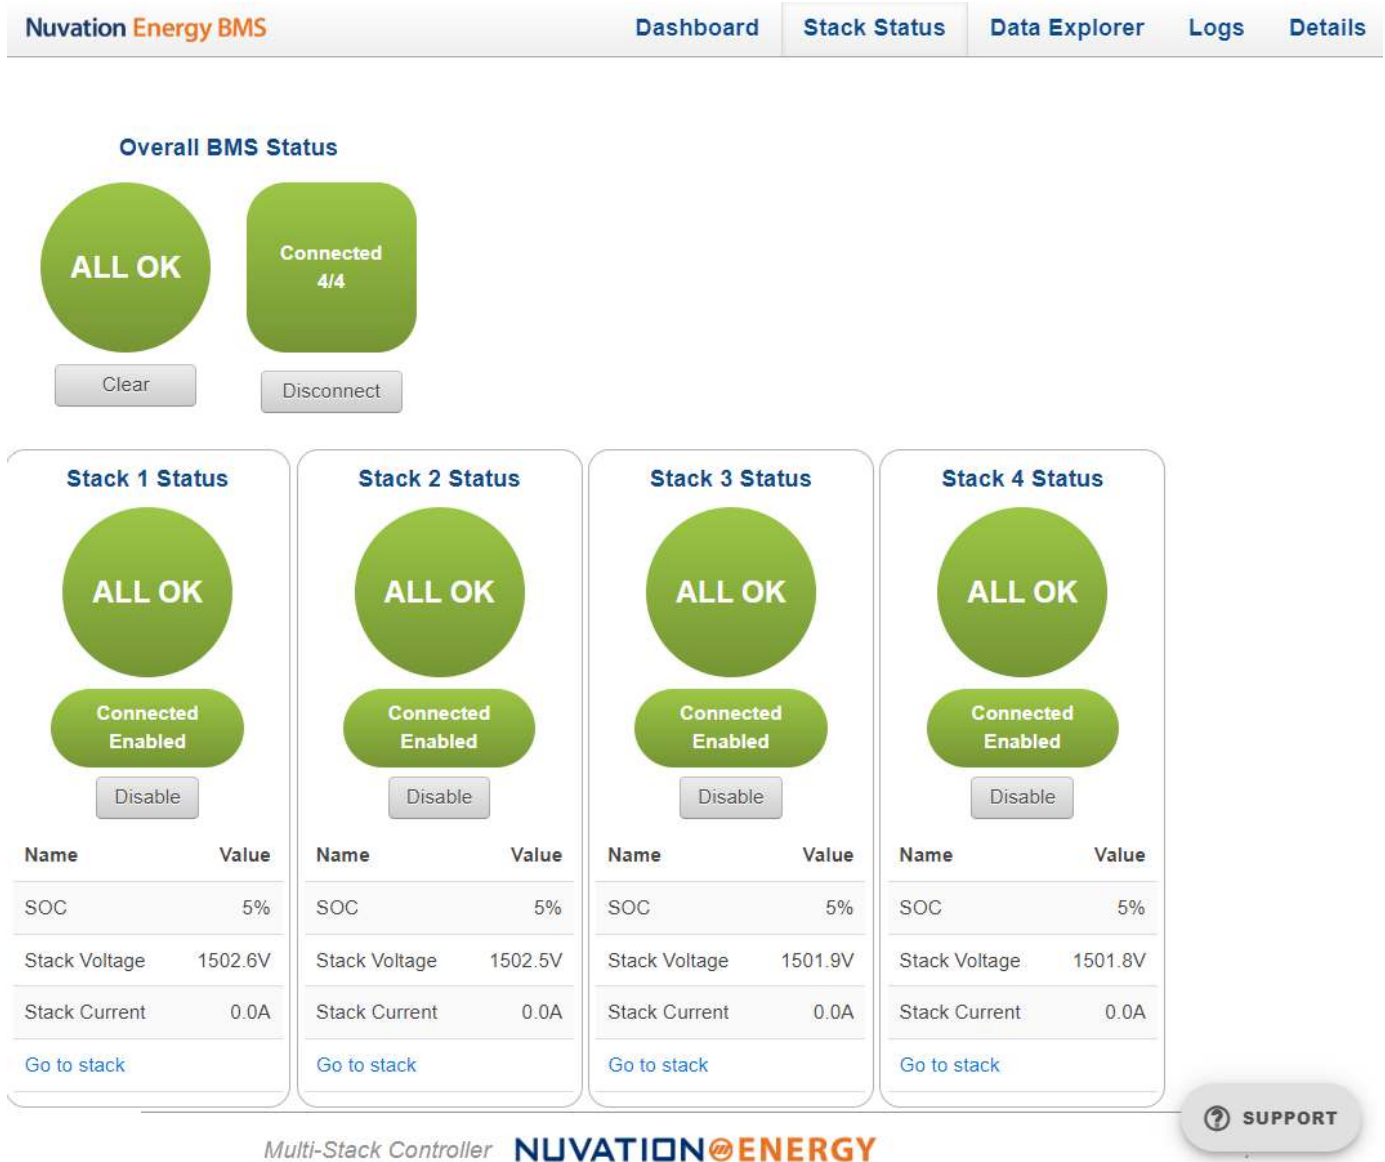 Nuvation Energy BMS Dashboard Stack Status Data Explorer Logs Details
Overall BMS Status
ALL OK
Connected
4/4
Clear
Disconnect
Stack 1 Status
ALL OK
Connected
Enabled
Disable
Name Value
SOC 5%
Stack Voltage 1502.6V
Stack Current 0.0A
Go to stack
Stack 2 Status
ALL OK
Connected
Enabled
Disable
Name Value
SOC 5%
Stack Voltage 1502.5V
Stack Current 0.0A
Go to stack
Stack 3 Status
ALL OK
Connected
Enabled
Disable
Name Value
SOC 5%
Stack Voltage 1501.9V
Stack Current 0.0A
Go to stack
Stack 4 Status
ALL OK
Connected
Enabled
Disable
Name Value
SOC 5%
Stack Voltage 1501.8V
Stack Current 0.0A
Go to stack
? SUPPORT
Multi-Stack Controller NUVATION ENERGY